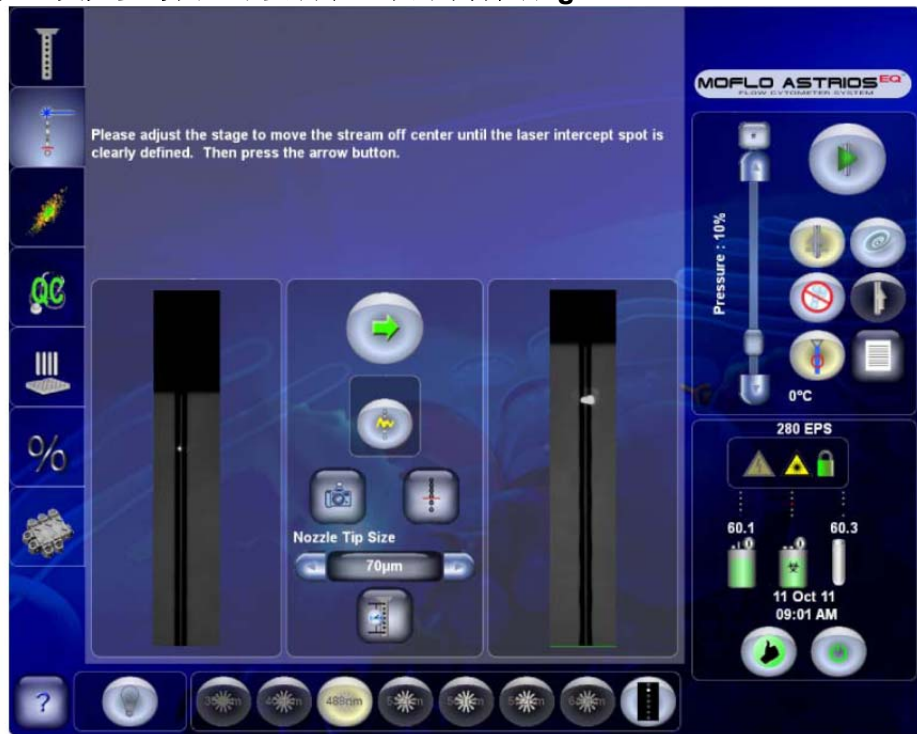 MOFLO ASTRIOS EQ
FLOW CYTOMETER SYSTEM
Please adjust the stage to move the stream off center until the laser intercept spot is
clearly defined. Then press the arrow button.
Pressure : 10%
QC
%
0°C
280 EPS
Nozzle Tip Size
70µm
60.1
60.3
11 Oct 11
09:01 AM
?
488nm